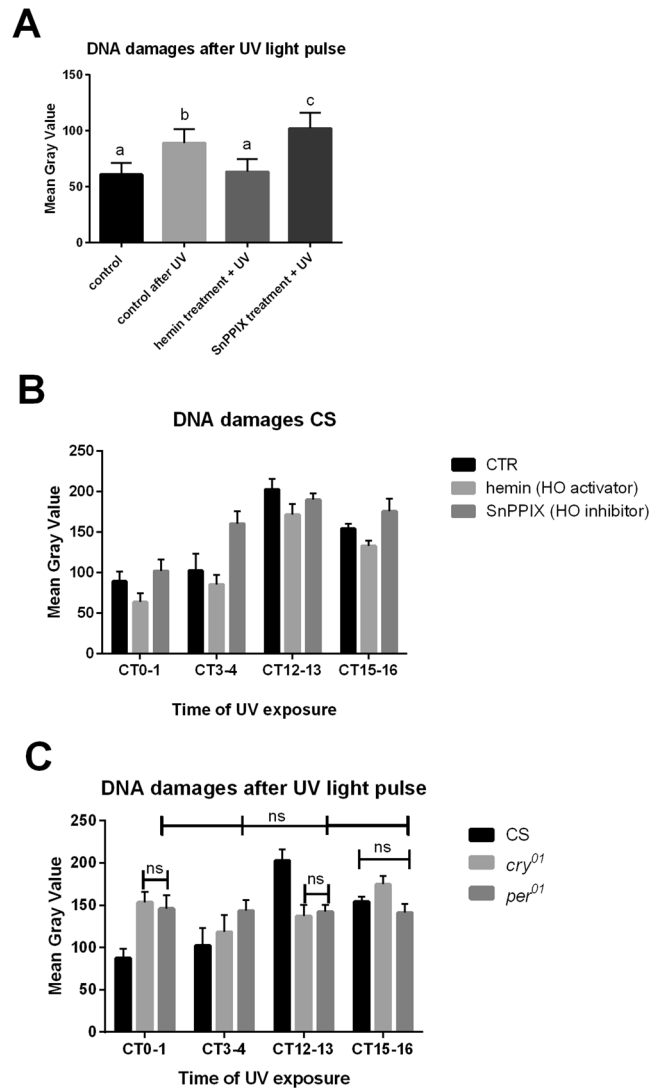 A
DNA damages after UV light pulse
Mean Gray Value
150
100
50
0
a
b
a
c
control
control after UV
hemin treatment + UV
SnPPIX treatment + UV
B
DNA damages CS
Mean Gray Value
250
200
150
100
50
0
CT0-1 CT3-4 CT12-13 CT15-16
Time of UV exposure
CTR
hemin (HO activator)
SnPPIX (HO inhibitor)
C
DNA damages after UV light pulse
Mean Gray Value
250
200
150
100
50
0
ns
ns
ns
ns
CT0-1 CT3-4 CT12-13 CT15-16
Time of UV exposure
CS
cry01
per01